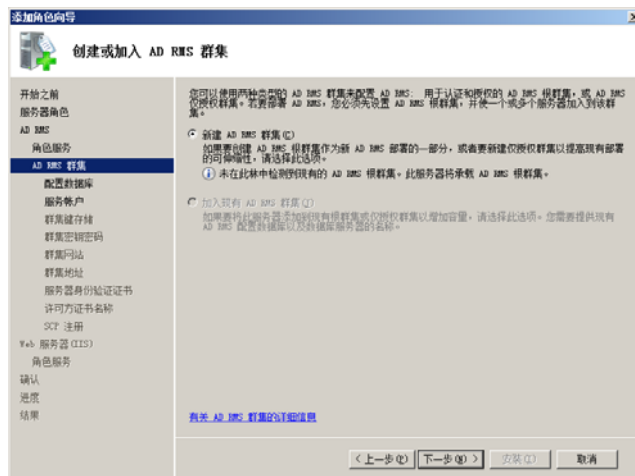 添加角色向导
创建或加入 AD RMS 群集
开始之前
服务器角色
AD RMS
角色服务
AD RMS 群集
配置数据库
服务帐户
群集键存储
群集密钥密码
群集网站
群集地址
服务器身份验证证书
许可方证书名称
SCP 注册
Web 服务器(IIS)
角色服务
确认
进度
结果
您可以使用两种类型的 AD RMS 群集来配置 AD RMS: 用于认证和授权的 AD RMS 根群集，或 AD RMS
仅授权群集。若要部署 AD RMS，您必须先设置 AD RMS 根群集，并使一个或多个服务器加入到该群
集。
新建 AD RMS 群集(C)
如果要创建 AD RMS 根群集作为新 AD RMS 部署的一部分，或者要新建仅授权群集以提高现有部署
的可伸缩性，请选择此选项。
未在此林中检测到现有的 AD RMS 根群集。此服务器将承载 AD RMS 根群集。
加入现有 AD RMS 群集(J)
如果要将此服务器添加到现有根群集或仅授权群集以增加容量，请选择此选项。您需要提供现有
AD RMS 配置数据库以及数据库服务器的名称。
有关 AD RMS 群集的详细信息
< 上一步(P)
下一步(N) >
安装(I)
取消